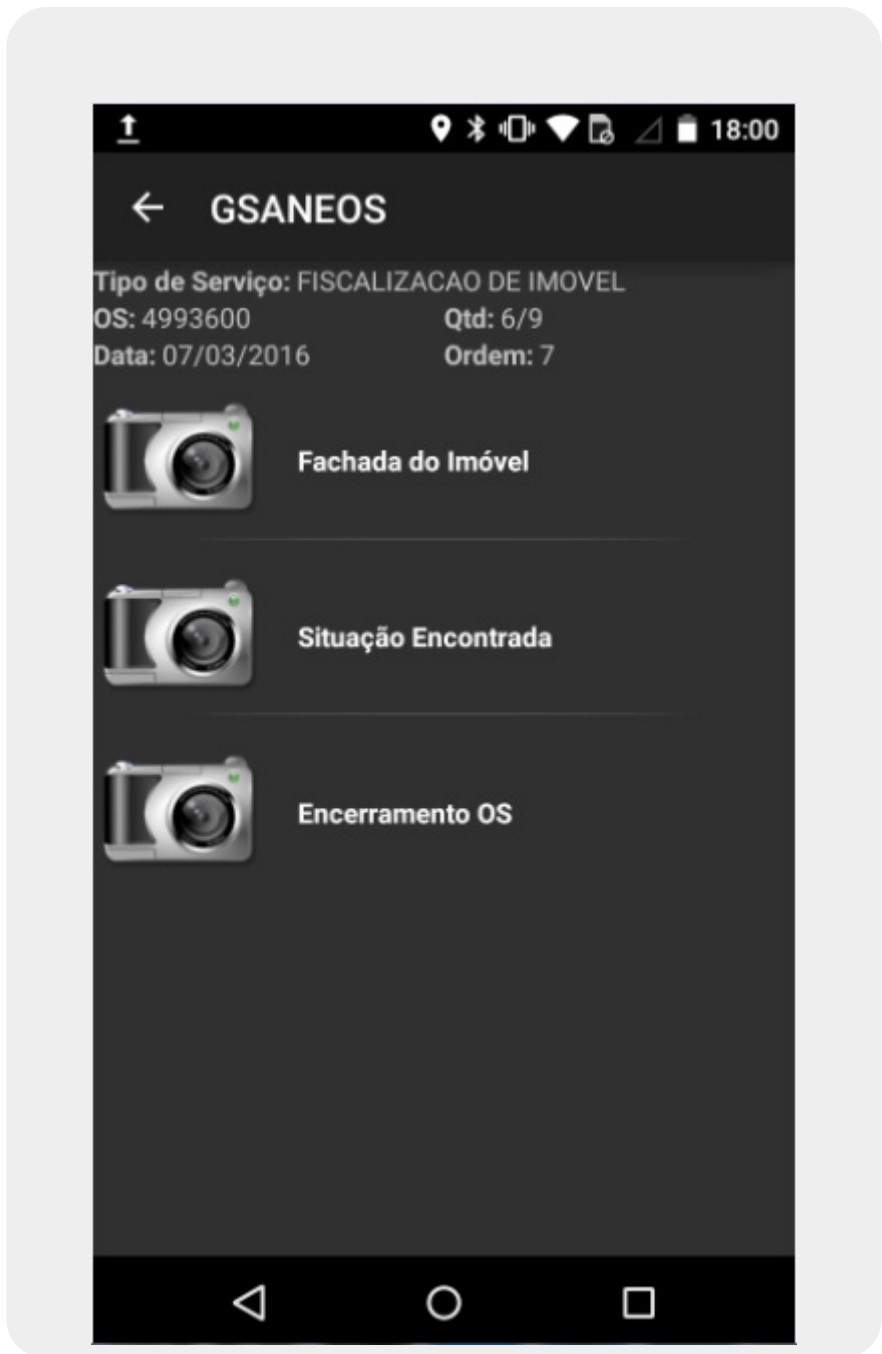 18:00
GSANEOS
Tipo de Serviço: FISCALIZACAO DE IMOVEL
OS: 4993600 Qtd: 6/9
Data: 07/03/2016 Ordem: 7
Fachada do Imóvel
Situação Encontrada
Encerramento OS